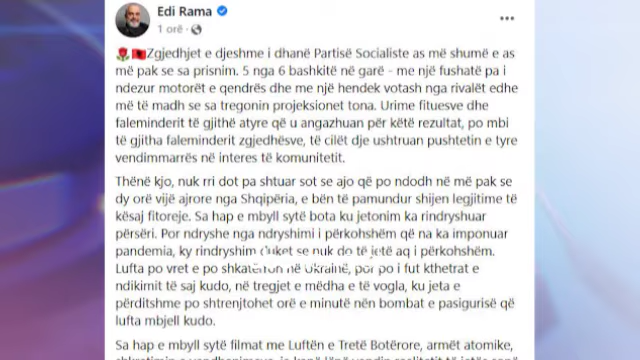 Edi Rama
1 orë
Zgjedhjet e djeshme i dhanë Partisë Socialiste as më shumë e as
më pak se sa prisnim. 5 nga 6 bashkitë në garë - me një fushatë pa i
ndezur motorët e qendrës dhe me një hendek votash nga rivalët edhe
më të madh se sa tregonin projeksionet tona. Urime fituesve dhe
faleminderit të gjithë atyre që u angazhuan për këtë rezultat, po mbi
të gjitha faleminderit zgjedhësve, të cilët dje ushtruan pushtetin e tyre
vendimmarrës në interes të komunitetit.
Thënë kjo, nuk rri dot pa shtuar sot se ajo që po ndodh në më pak se
dy orë vijë ajrore nga Shqipëria, e bën të pamundur shijen legjitime të
kësaj fitoreje. Sa hap e mbyll sytë bota ku jetonim ka rindryshuar
përsëri. Por ndryshe nga ndryshimi i përkohshëm që na ka imponuar
pandemia, ky rindryshim duket se nuk do të jetë aq i përkohshëm.
Lufta po vret e po shkatërron në Ukrainë, por po i fut kthetrat e
ndikimit të saj kudo, në tregjet e mëdha e të vogla, ku jeta e
përditshme po shtrenjtohet orë e minutë nën bombat e pasigurisë që
lufta mbjell kudo.
Sa hap e mbyll sytë filmat me Luftën e Tretë Botërore, armët atomike,